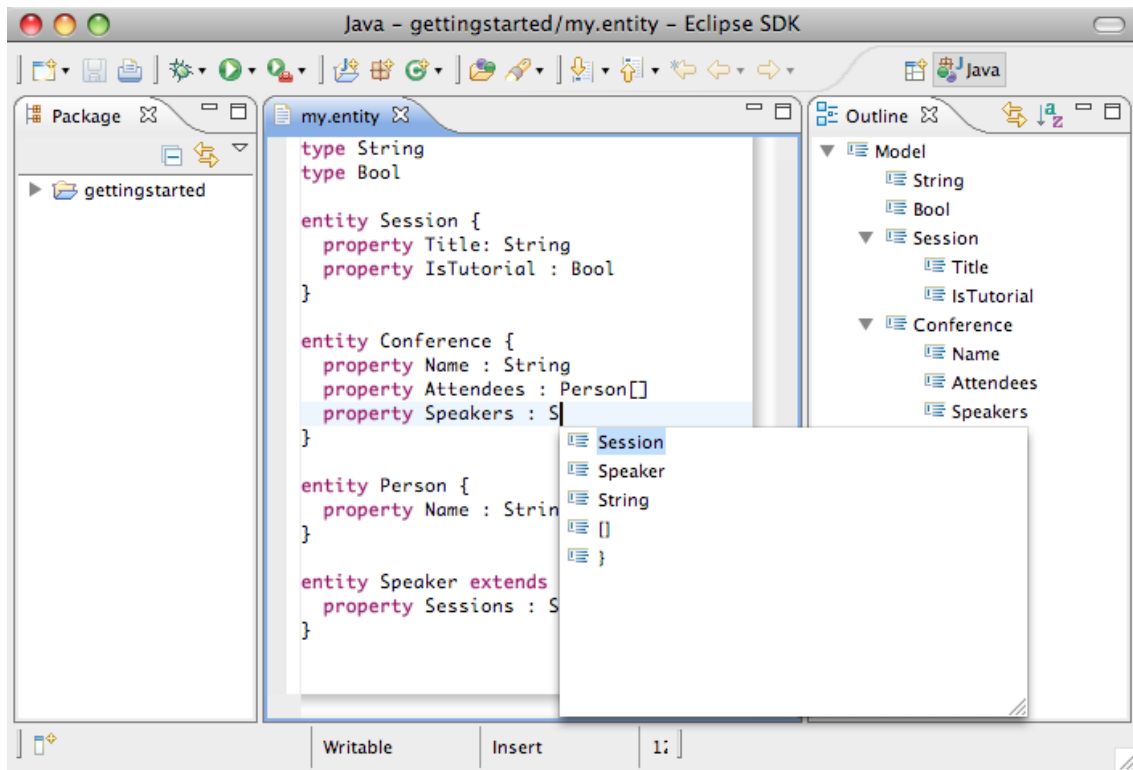 Java – gettingstarted/my.entity – Eclipse SDK
Java
Package
gettingstarted
my.entity
type String
type Bool
entity Session {
property Title: String
property IsTutorial : Bool
}
entity Conference {
property Name : String
property Attendees : Person[]
property Speakers : S
}
entity Person {
property Name : Strin
}
entity Speaker extends
property Sessions : S
}
Session
Speaker
String
[]
}
Outline
Model
String
Bool
Session
Title
IsTutorial
Conference
Name
Attendees
Speakers
Writable
Insert